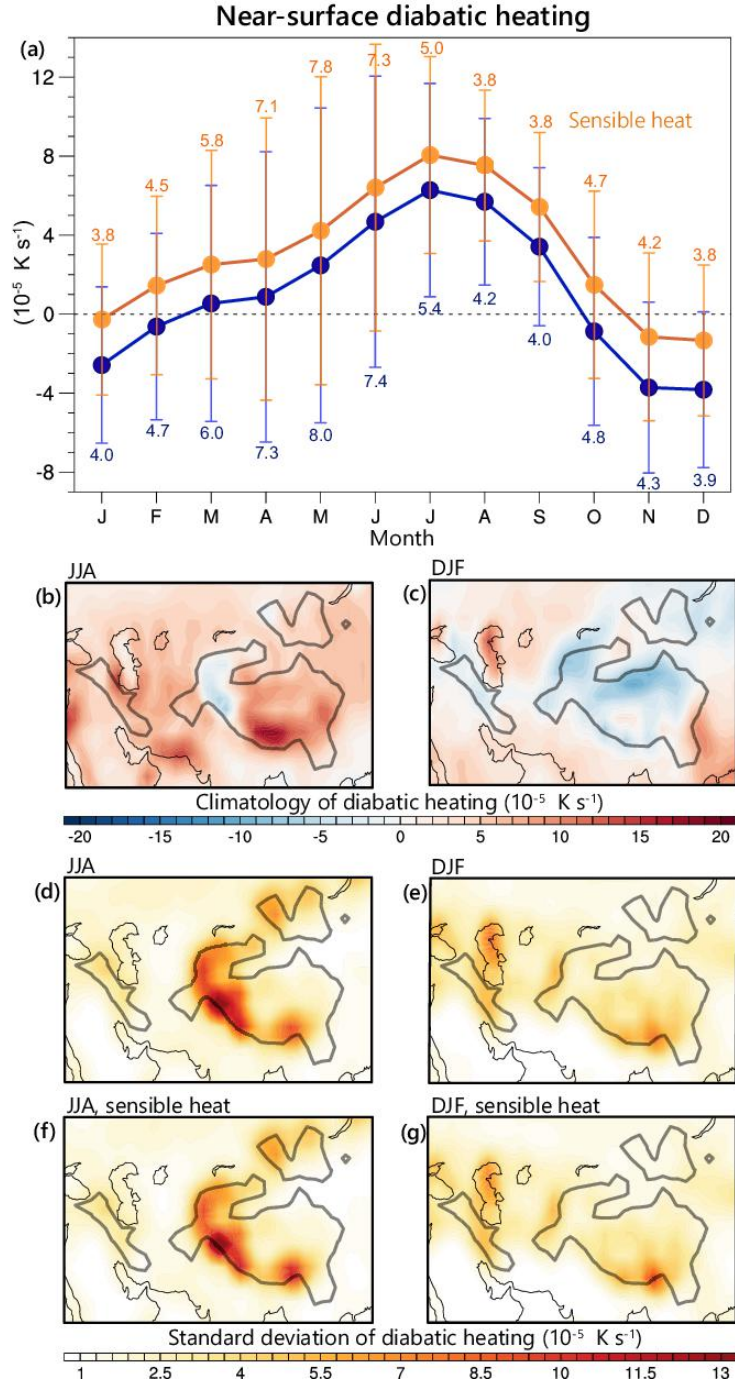 Near-surface diabatic heating
(a)
12
8
4
0
-4
-8
(10⁻⁵ K s⁻¹)
3.8 4.5 5.8 7.1 7.8 7.3 5.0 3.8 3.8 4.7 4.2 3.8
Sensible heat
4.0 4.7 6.0 7.3 8.0 7.4 5.4 4.2 4.0 4.8 4.3 3.9
J F M A M J J A S O N D
Month
JJA DJF
(b) (c)
Climatology of diabatic heating (10⁻⁵ K s⁻¹)
-20 -15 -10 -5 0 5 10 15 20
JJA DJF
(d) (e)
JJA, sensible heat DJF, sensible heat
(f) (g)
Standard deviation of diabatic heating (10⁻⁵ K s⁻¹)
1 2.5 4 5.5 7 8.5 10 11.5 13